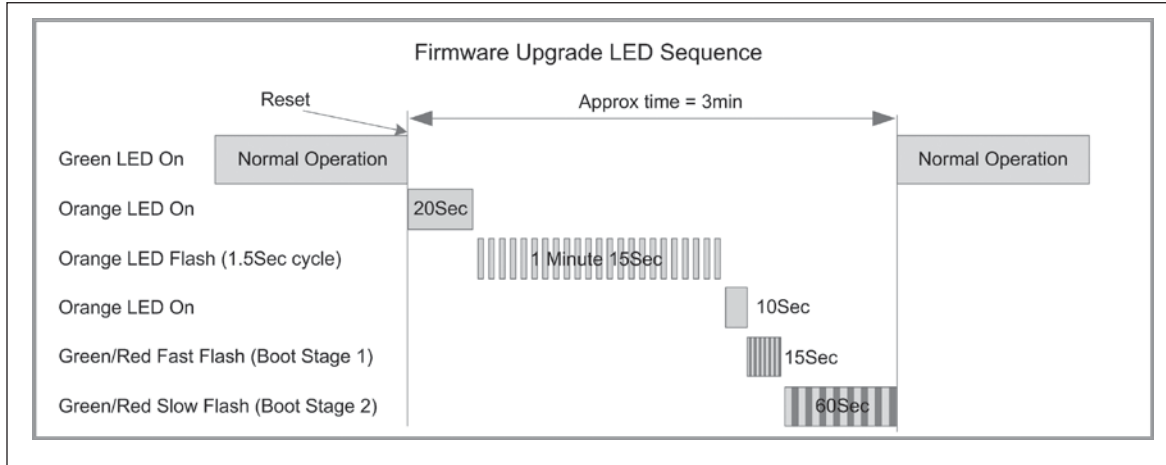 Firmware Upgrade LED Sequence
Reset
Approx time = 3min
Green LED On
Normal Operation
Normal Operation
Orange LED On
20Sec
Orange LED Flash (1.5Sec cycle)
1 Minute 15Sec
Orange LED On
10Sec
Green/Red Fast Flash (Boot Stage 1)
15Sec
Green/Red Slow Flash (Boot Stage 2)
60Sec